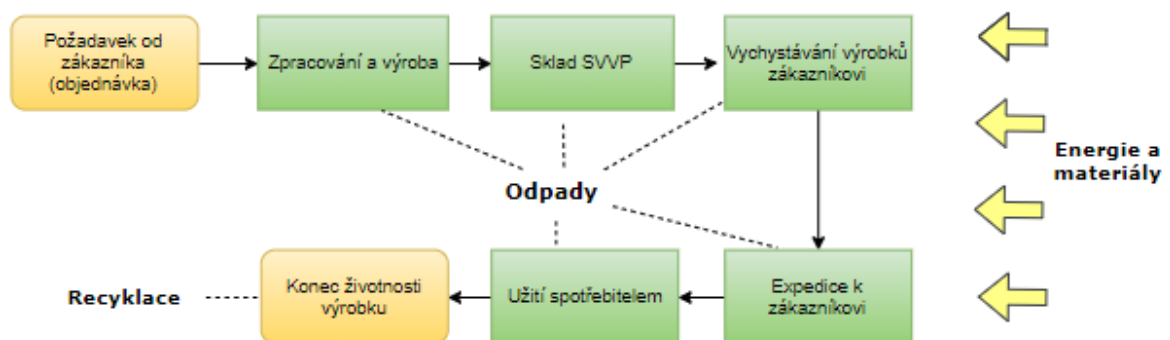 Požadavek od
zákazníka
(objednávka)
Zpracování a výroba
Sklad SVVP
Vychystávání výrobků
zákazníkovi
Energie a
materiály
Odpady
Recyklace
Konec životnosti
výrobku
Užití spotřebitelem
Expedice k
zákazníkovi